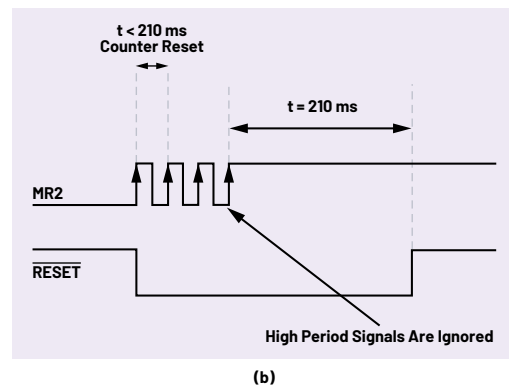 t < 210 ms
Counter Reset
t = 210 ms
MR2
RESET
High Period Signals Are Ignored
(b)